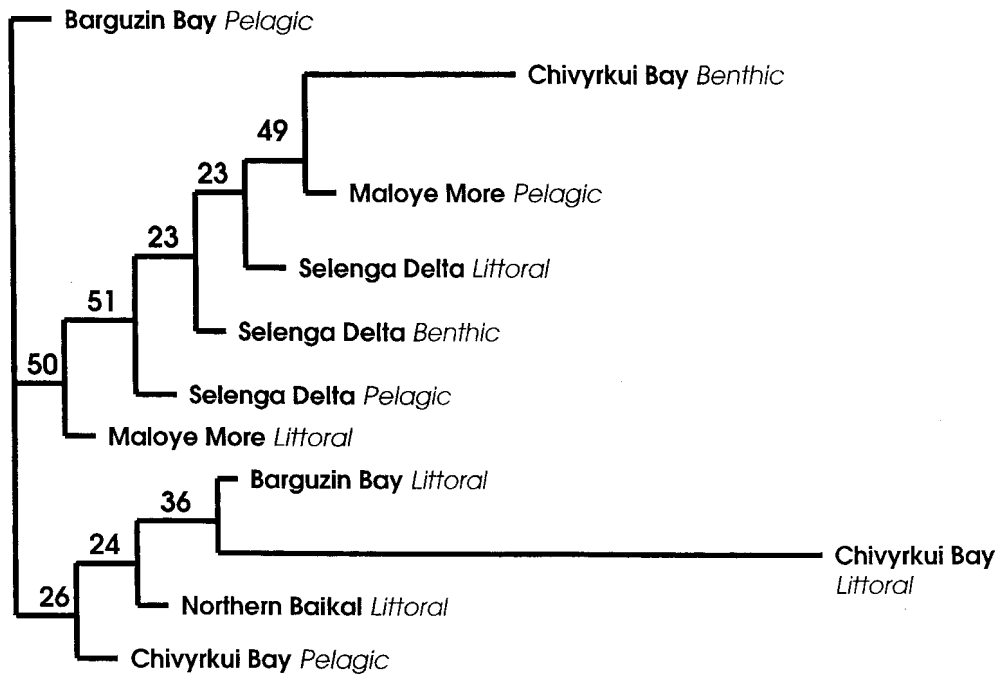 Barguzin Bay Pelagic
Chivyrkui Bay Benthic
49
23
Maloye More Pelagic
23
Selenga Delta Littoral
51
Selenga Delta Benthic
50
Selenga Delta Pelagic
Maloye More Littoral
Barguzin Bay Littoral
36
24
Chivyrkui Bay
Littoral
26
Northern Baikal Littoral
Chivyrkui Bay Pelagic